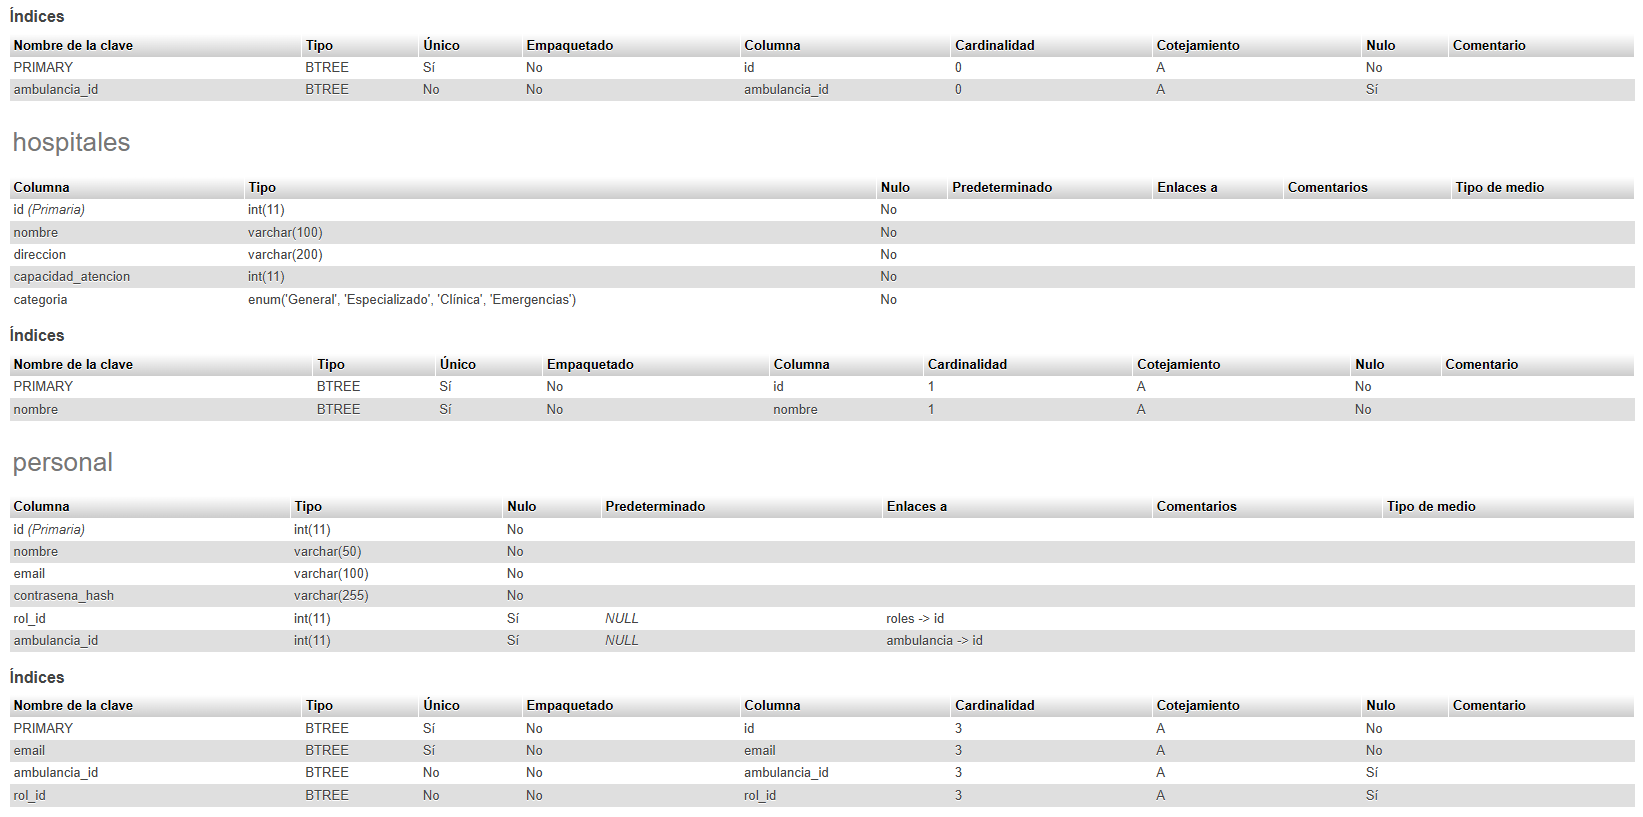 Índices
Nombre de la clave Tipo Único Empaquetado Columna Cardinalidad Cotejamiento Nulo Comentario
PRIMARY BTREE Sí No id 0 A No
ambulancia_id BTREE No No ambulancia_id 0 A Sí
hospitales
Columna Tipo Nulo Predeterminado Enlaces a Comentarios Tipo de medio
id (Primaria) int(11) No
nombre varchar(100) No
direccion varchar(200) No
capacidad_atencion int(11) No
categoria enum('General', 'Especializado', 'Clínica', 'Emergencias') No
Índices
Nombre de la clave Tipo Único Empaquetado Columna Cardinalidad Cotejamiento Nulo Comentario
PRIMARY BTREE Sí No id 1 A No
nombre BTREE Sí No nombre 1 A No
personal
Columna Tipo Nulo Predeterminado Enlaces a Comentarios Tipo de medio
id (Primaria) int(11) No
nombre varchar(50) No
email varchar(100) No
contrasena_hash varchar(255) No
rol_id int(11) Sí NULL roles -> id
ambulancia_id int(11) Sí NULL ambulancia -> id
Índices
Nombre de la clave Tipo Único Empaquetado Columna Cardinalidad Cotejamiento Nulo Comentario
PRIMARY BTREE Sí No id 3 A No
email BTREE Sí No email 3 A No
ambulancia_id BTREE No No ambulancia_id 3 A Sí
rol_id BTREE No No rol_id 3 A Sí